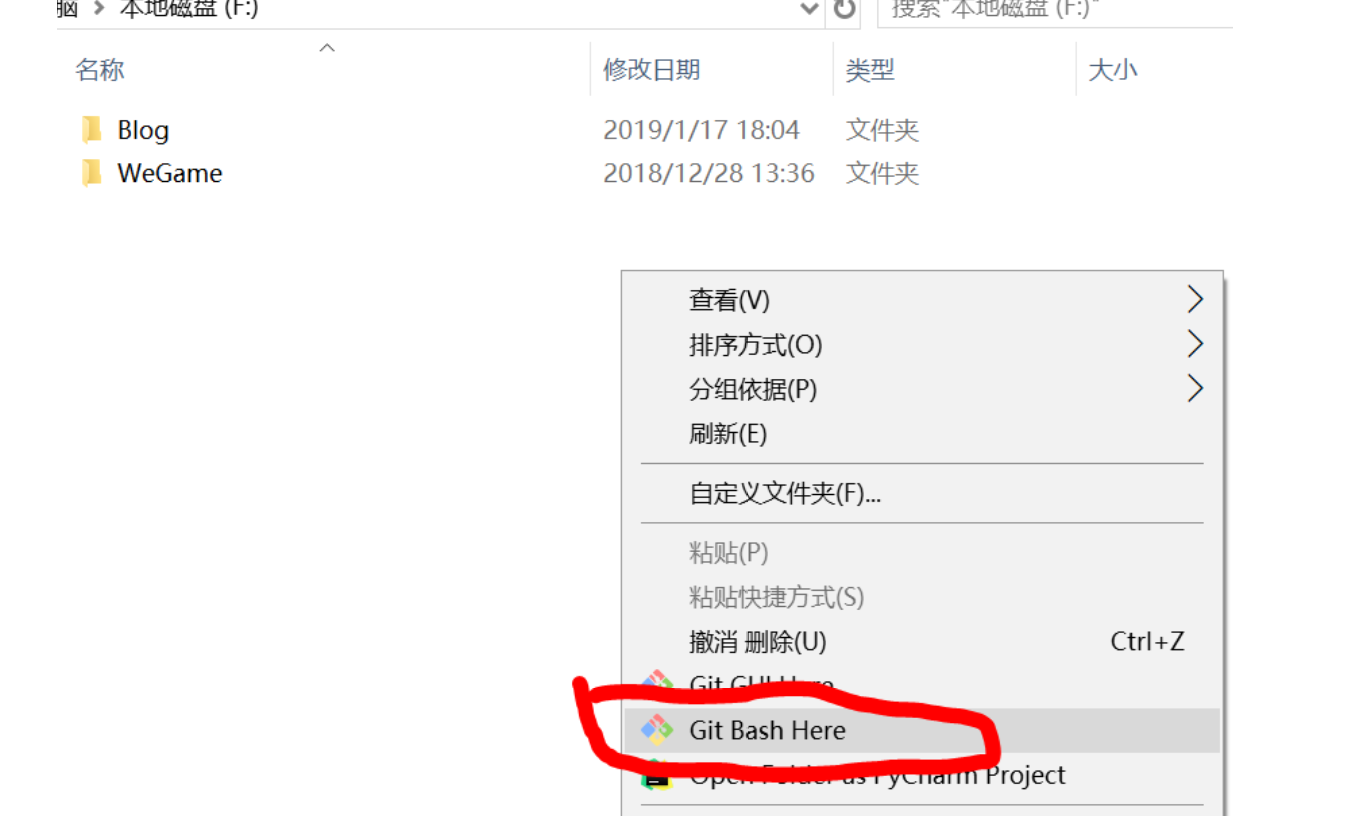 脑 > 本地磁盘 (F:) 搜索"本地磁盘 (F:)"
名称 修改日期 类型 大小
Blog 2019/1/17 18:04 文件夹
WeGame 2018/12/28 13:36 文件夹
查看(V)
排序方式(O)
分组依据(P)
刷新(E)
自定义文件夹(F)...
粘贴(P)
粘贴快捷方式(S)
撤消 删除(U) Ctrl+Z
Git GUI Here
Git Bash Here
Open Folder as PyCharm Project